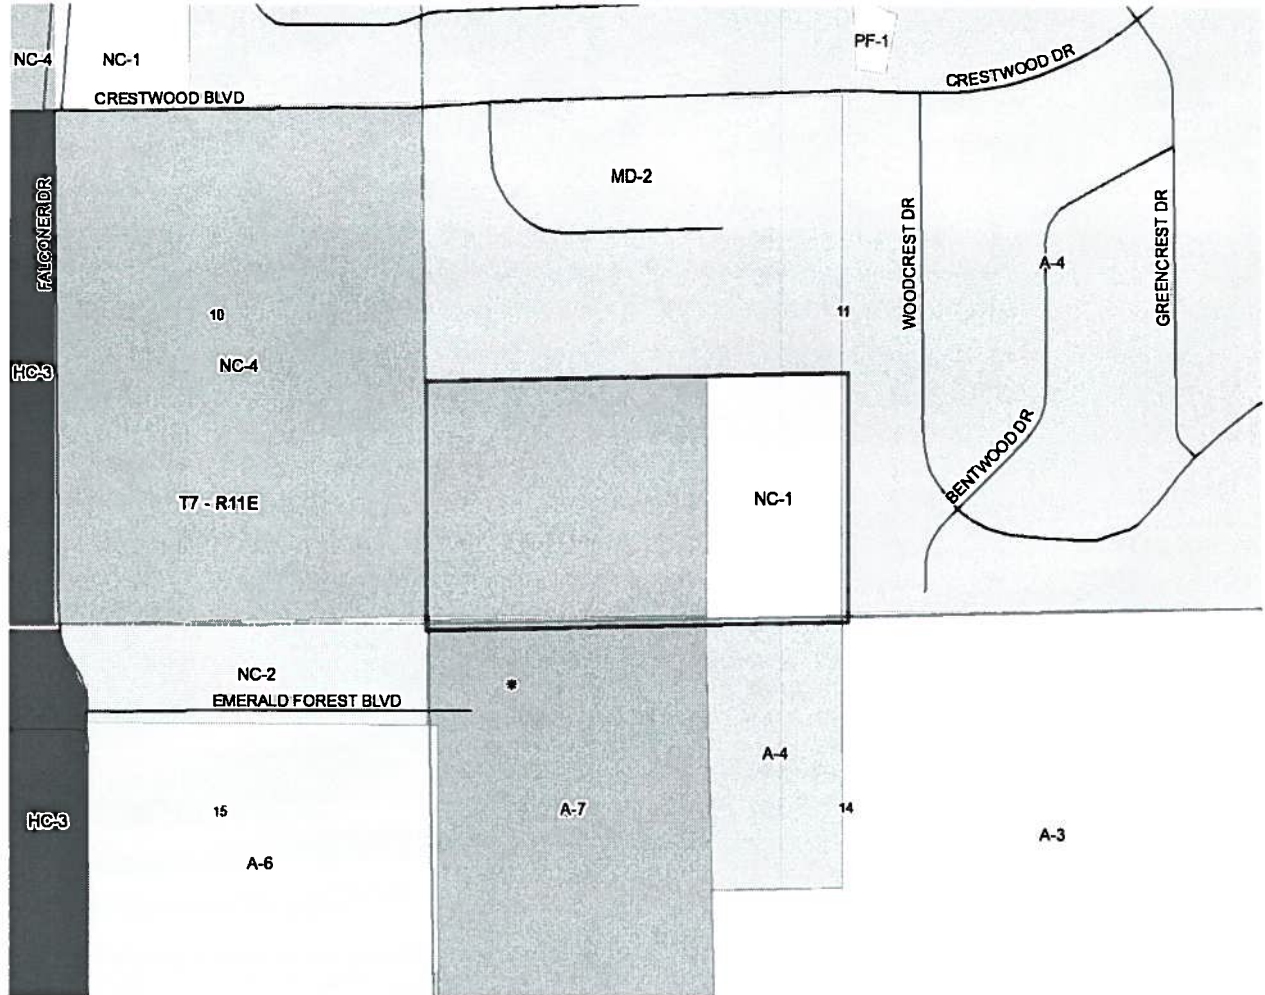 PF-1
NC-4
NC-1
CRESTWOOD DR
CRESTWOOD BLVD
MD-2
FALCONER DR
WOODCREST DR
GREENCREST DR
A-4
10
11
NC-4
HC-3
BENTWOOD DR
NC-1
T7 - R11E
NC-2
*
EMERALD FOREST BLVD
A-4
15
A-7
14
HC-3
A-3
A-6